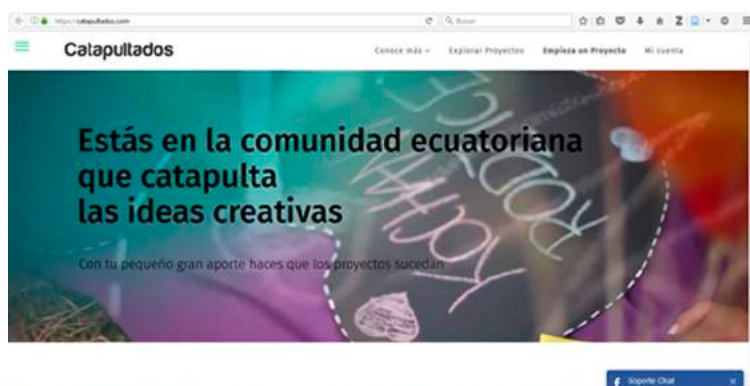 https://catapultados.com
Buscar
Catapultados
Conoce más
Explorar Proyectos
Empieza un Proyecto
Mi cuenta
Estás en la comunidad ecuatoriana
que catapulta
las ideas creativas
Con tu pequeño gran aporte haces que los proyectos sucedan
Soporte Chat